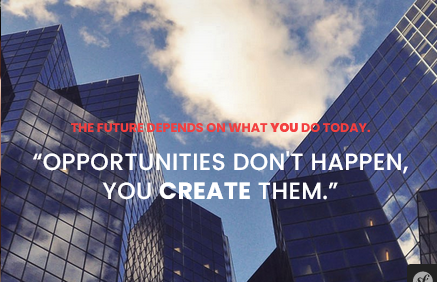 THE FUTURE DEPENDS ON WHAT YOU DO TODAY.
“OPPORTUNITIES DON'T HAPPEN,
YOU CREATE THEM.”